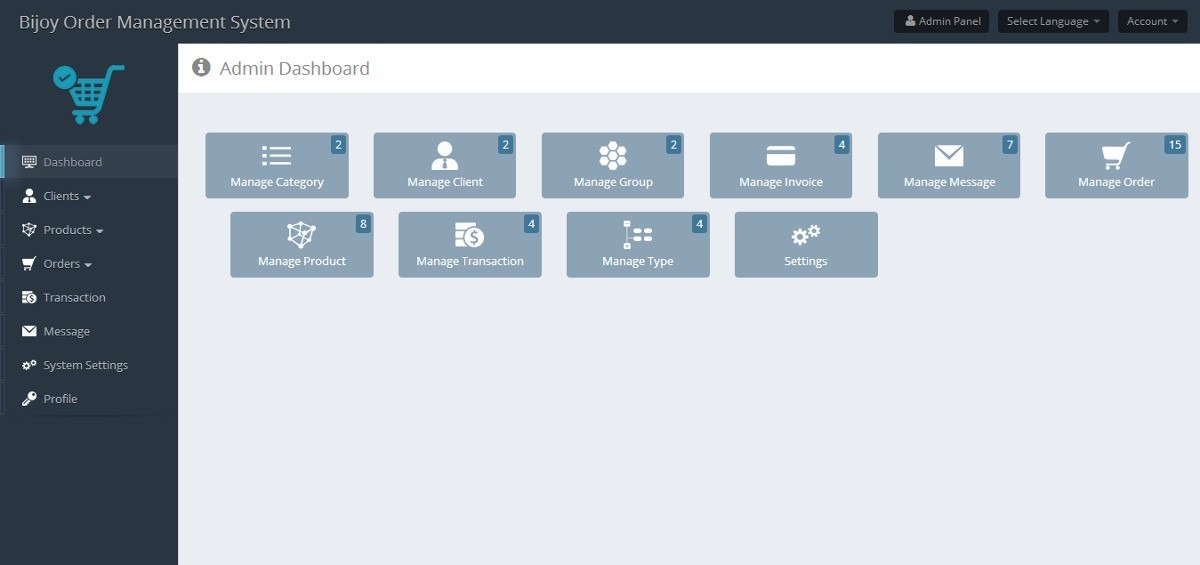 Bijoy Order Management System
Admin Panel
Select Language
Account
Admin Dashboard
Dashboard
Clients
Products
Orders
Transaction
Message
System Settings
Profile
2
Manage Category
2
Manage Client
2
Manage Group
4
Manage Invoice
7
Manage Message
15
Manage Order
8
Manage Product
4
Manage Transaction
4
Manage Type
Settings